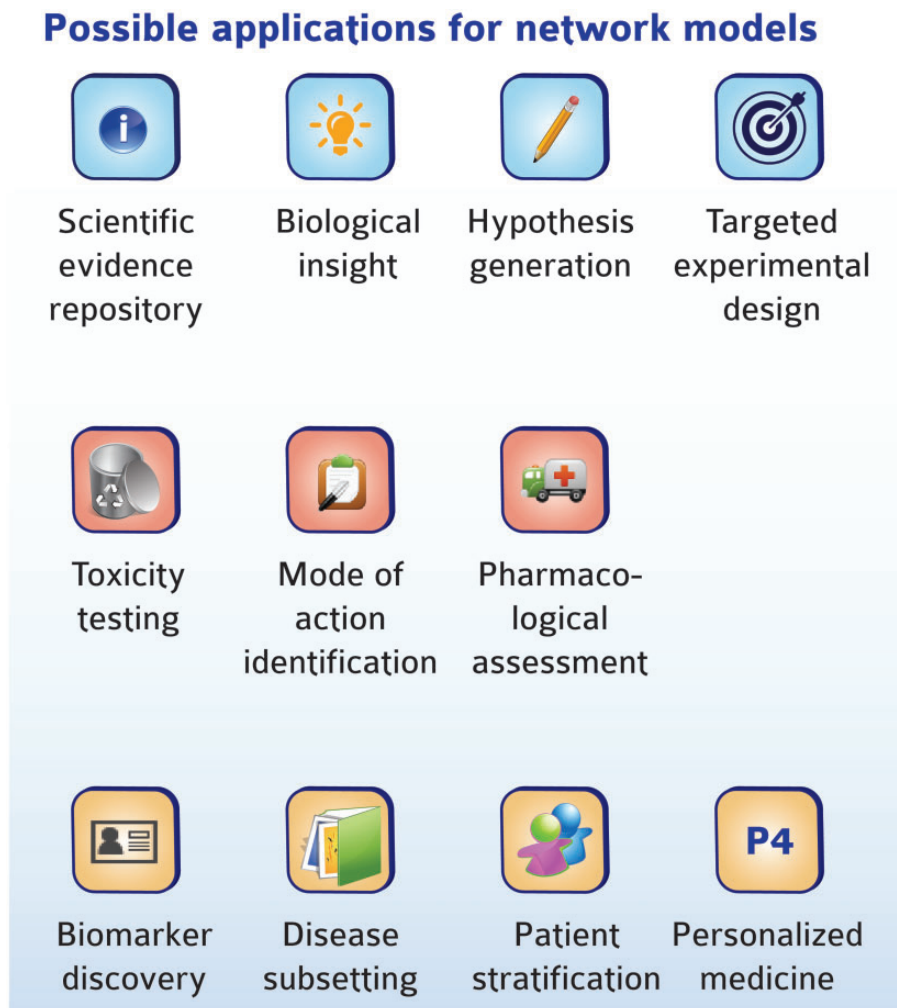 Possible applications for network models
i
Scientific
evidence
repository
Biological
insight
Hypothesis
generation
Targeted
experimental
design
Toxicity
testing
Mode of
action
identification
Pharmaco-
logical
assessment
Biomarker
discovery
Disease
subsetting
Patient
stratification
P4
Personalized
medicine